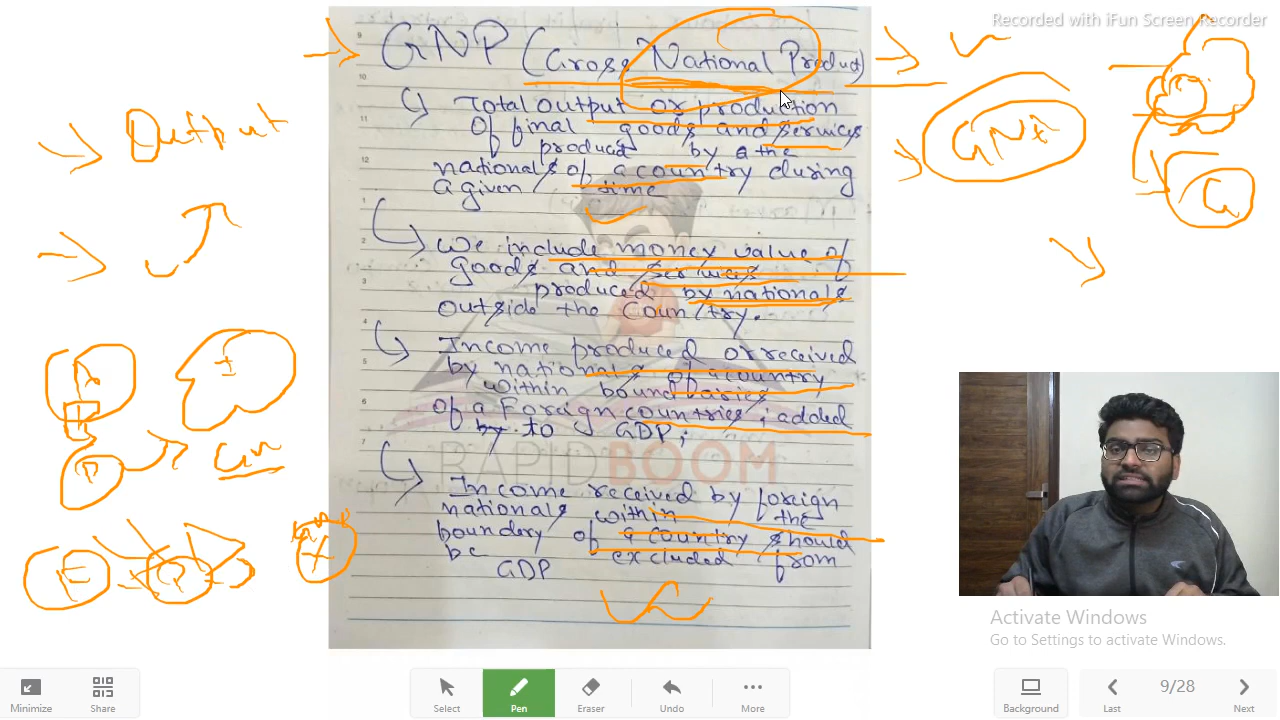 Recorded with iFun Screen Recorder
GNP (Gross National Product)
Total output or production
Of final goods and services
produced by a the
nationals of a country during
a given time
We include money value of
goods and services
produced by nationals
outside the country.
Income produced or received
by nationals of a country
within boundaries
of a foreign countries; added
by to GDP;
Income received by foreign
nationals within the
boundary of a country should
be excluded from
GDP
RAPIDBOOM
Output
Activate Windows
Go to Settings to activate Windows.
Minimize
Share
Select
Pen
Eraser
Undo
More
Background
9/28
Last
Next